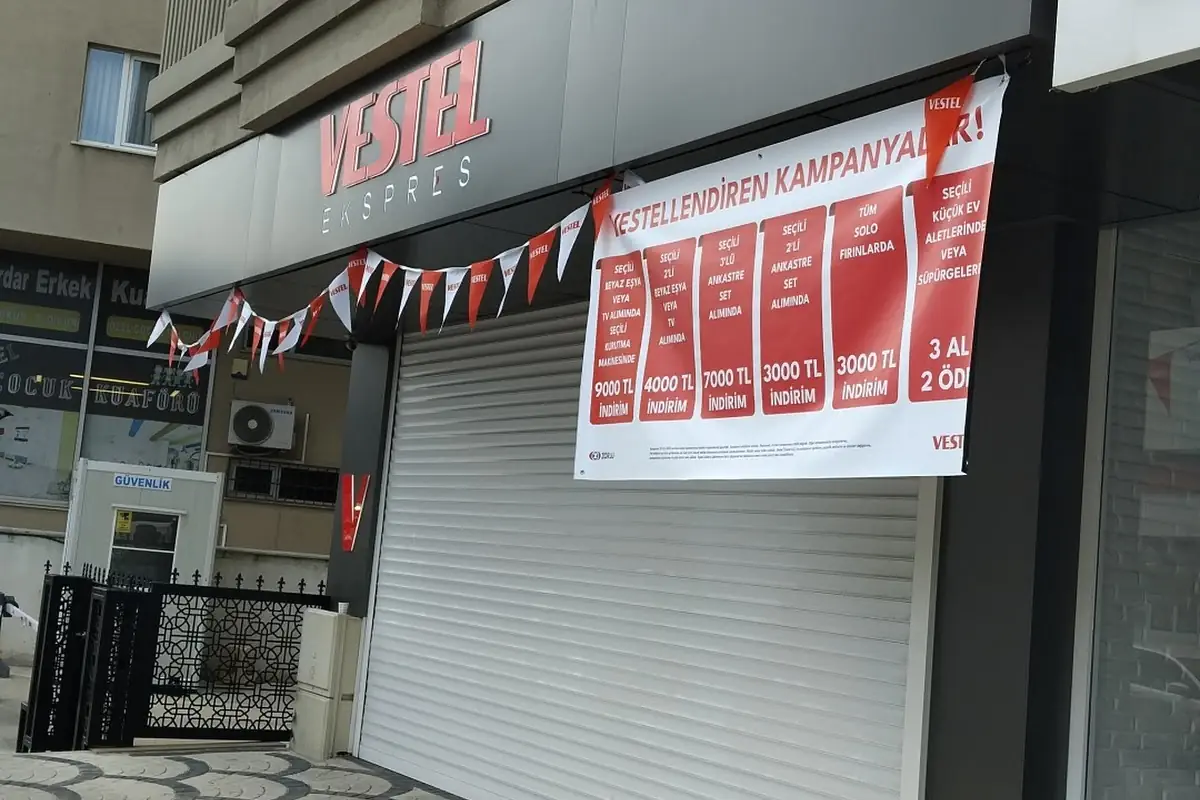 VESTEL
EKSPRES
VESTEL
VESTELLENDİREN KAMPANYALAR!
SEÇİLİ
BEYAZ EŞYA
VEYA
TV ALIMINDA
SEÇİLİ
KURUTMA
MAKİNESİNDE
9000 TL
İNDİRİM
SEÇİLİ
2'Lİ
BEYAZ EŞYA
VEYA
TV
ALIMINDA
4000 TL
İNDİRİM
SEÇİLİ
3'LÜ
ANKASTRE
SET
ALIMINDA
7000 TL
İNDİRİM
SEÇİLİ
2'Lİ
ANKASTRE
SET
ALIMINDA
3000 TL
İNDİRİM
TÜM
SOLO
FIRINLARDA
3000 TL
İNDİRİM
SEÇİLİ
KÜÇÜK EV
ALETLERİNDE
VEYA
SÜPÜRGELER
3 AL
2 ÖD
VEST
rdar Erkek
Kua
ÇOCUK KUAFÖRÜ
GÜVENLİK
SAMSUNG